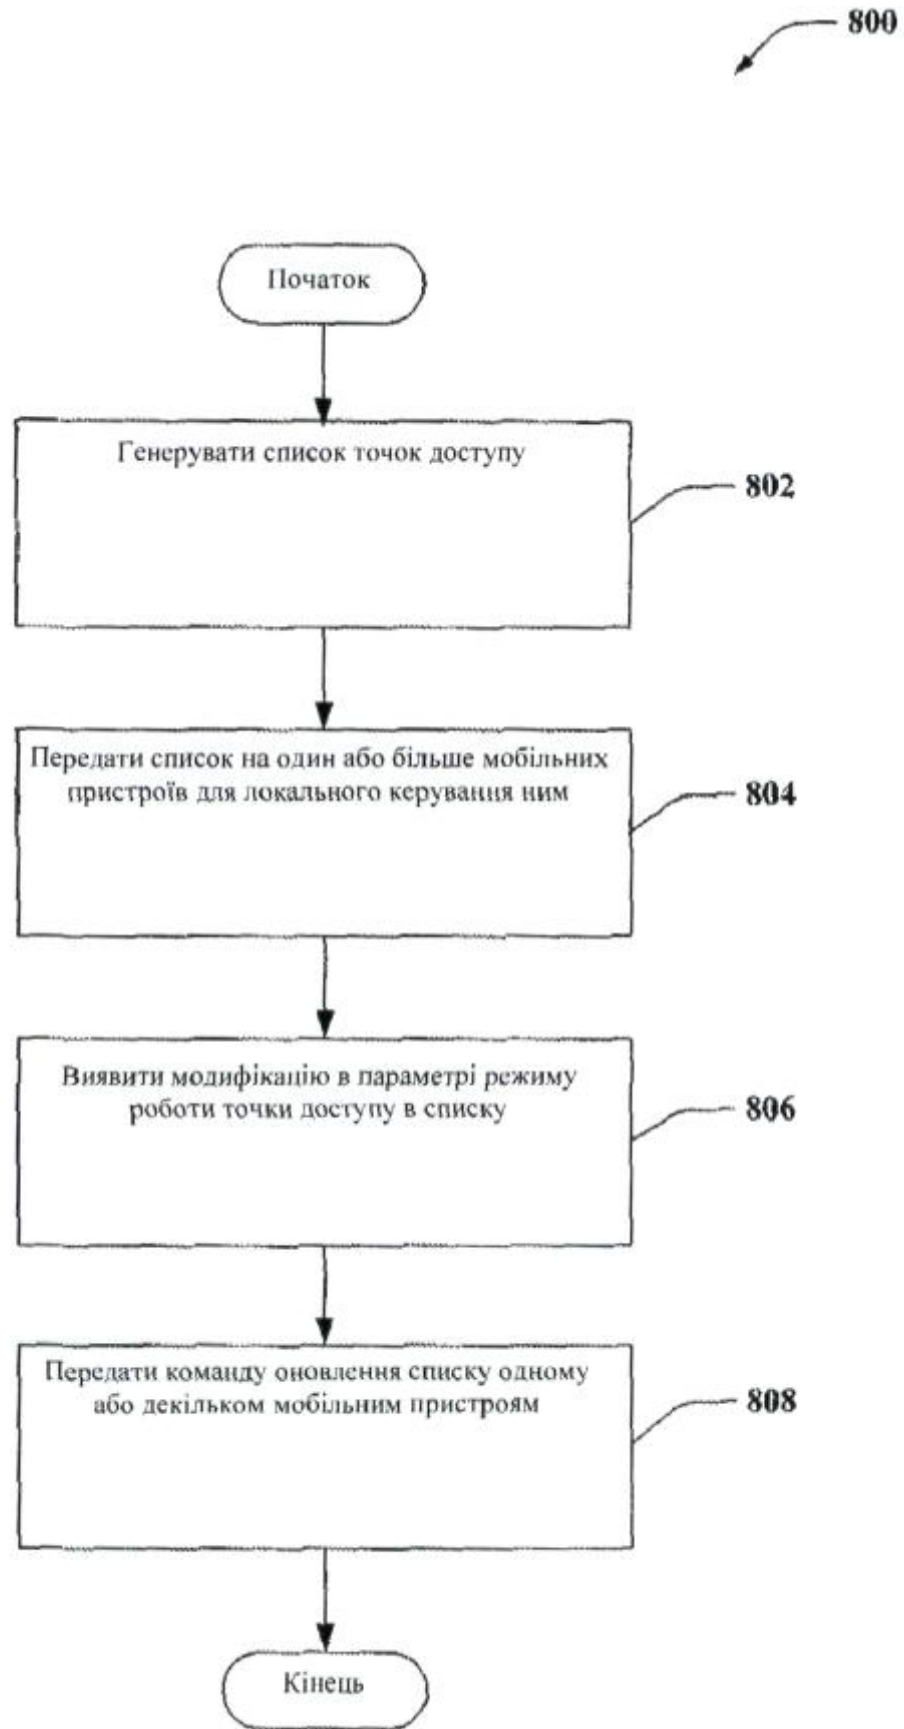 800
Початок
Генерувати список точок доступу
802
Передати список на один або більше мобільних
пристроїв для локального керування ним
804
Виявити модифікацію в параметрі режиму
роботи точки доступу в списку
806
Передати команду оновлення списку одному
або декільком мобільним пристроям
808
Кінець